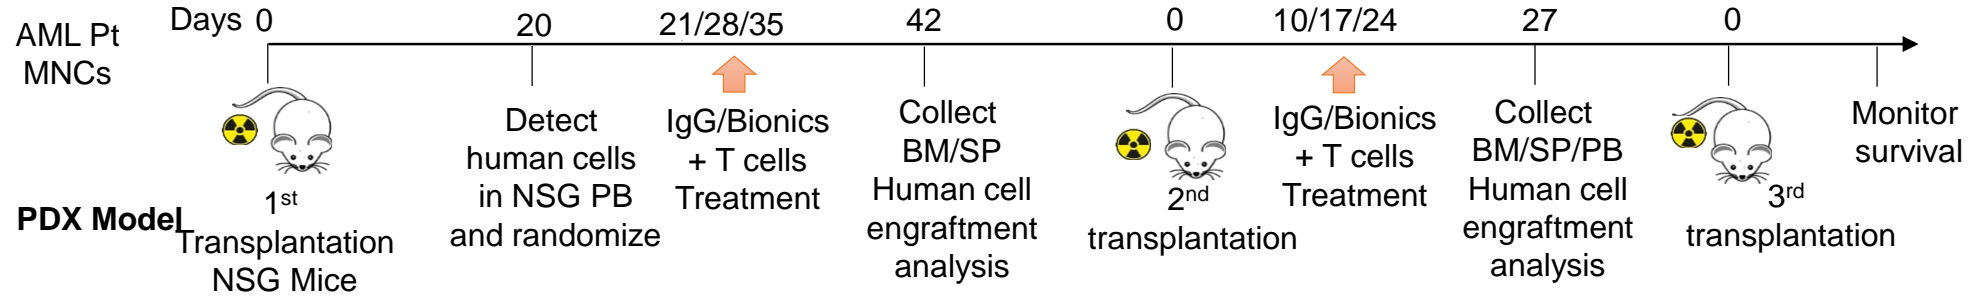 AML Pt
MNCs
Days 0
20
21/28/35
42
0
10/17/24
27
0
PDX Model
1st
Transplantation
NSG Mice
Detect
human cells
in NSG PB
and randomize
IgG/Bionics
+ T cells
Treatment
Collect
BM/SP
Human cell
engraftment
analysis
2nd
transplantation
IgG/Bionics
+ T cells
Treatment
Collect
BM/SP/PB
Human cell
engraftment
analysis
3rd
transplantation
Monitor
survival